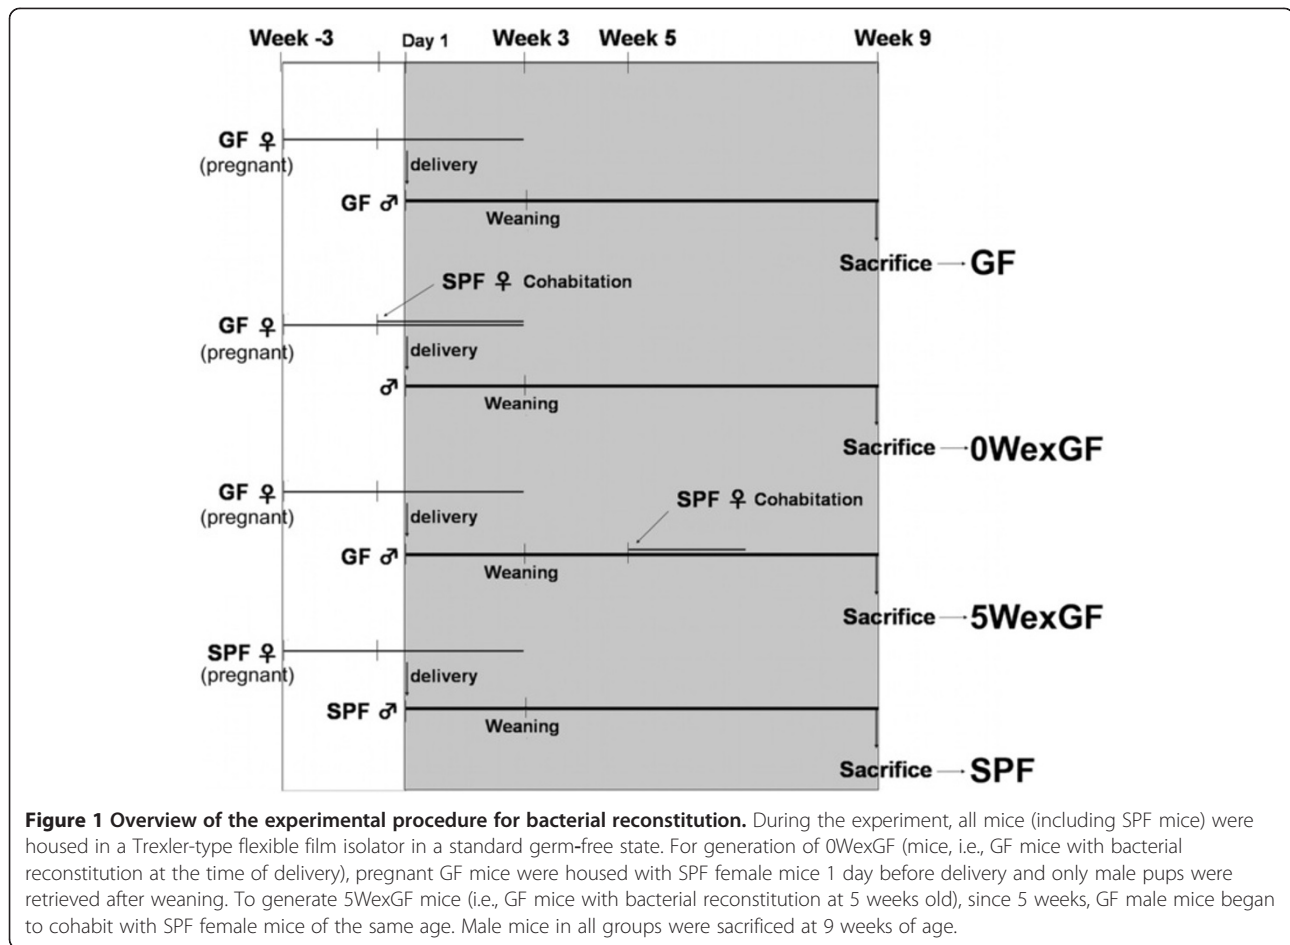 Week -3 Day 1 Week 3 Week 5 Week 9
GF ♀
(pregnant)
delivery
GF ♂
Weaning
Sacrifice → GF
SPF ♀ Cohabitation
GF ♀
(pregnant)
delivery
♂
Weaning
Sacrifice → 0WexGF
GF ♀
(pregnant)
SPF ♀ Cohabitation
delivery
GF ♂
Weaning
Sacrifice → 5WexGF
SPF ♀
(pregnant)
delivery
SPF ♂
Weaning
Sacrifice → SPF
Figure 1 Overview of the experimental procedure for bacterial reconstitution. During the experiment, all mice (including SPF mice) were
housed in a Trexler-type flexible film isolator in a standard germ-free state. For generation of 0WexGF (mice, i.e., GF mice with bacterial
reconstitution at the time of delivery), pregnant GF mice were housed with SPF female mice 1 day before delivery and only male pups were
retrieved after weaning. To generate 5WexGF mice (i.e., GF mice with bacterial reconstitution at 5 weeks old), since 5 weeks, GF male mice began
to cohabit with SPF female mice of the same age. Male mice in all groups were sacrificed at 9 weeks of age.